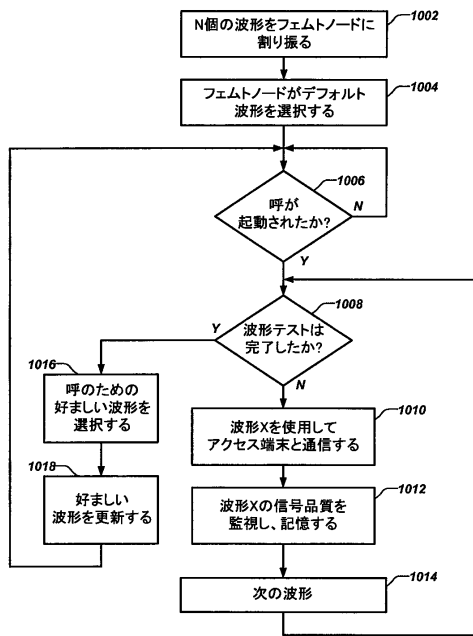 N個の波形をフェムトノードに
割り振る
1002
フェムトノードがデフォルト
波形を選択する
1004
呼が
起動されたか?
1006
N
Y
波形テストは
完了したか?
1008
Y
N
1016
呼のための
好ましい波形を
選択する
1018
好ましい
波形を更新する
波形Xを使用して
アクセス端末と通信する
1010
波形Xの信号品質を
監視し、記憶する
1012
次の波形
1014